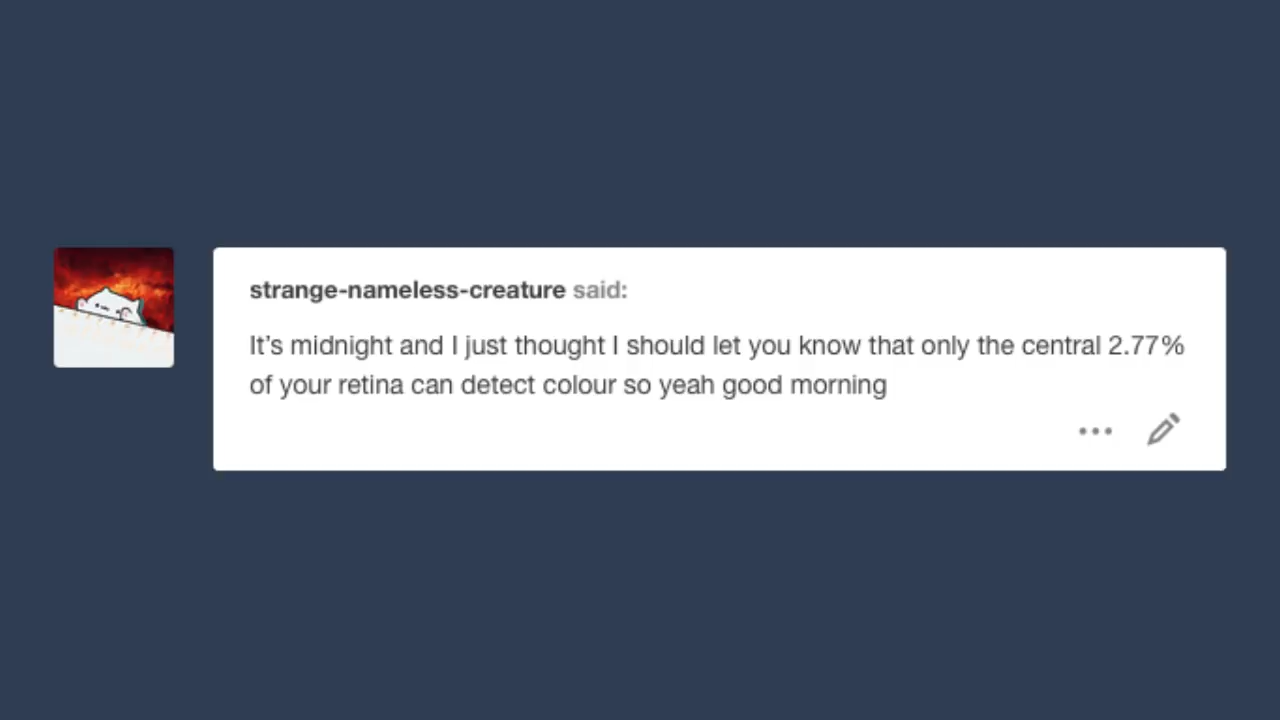 strange-nameless-creature said:
It’s midnight and I just thought I should let you know that only the central 2.77%
of your retina can detect colour so yeah good morning